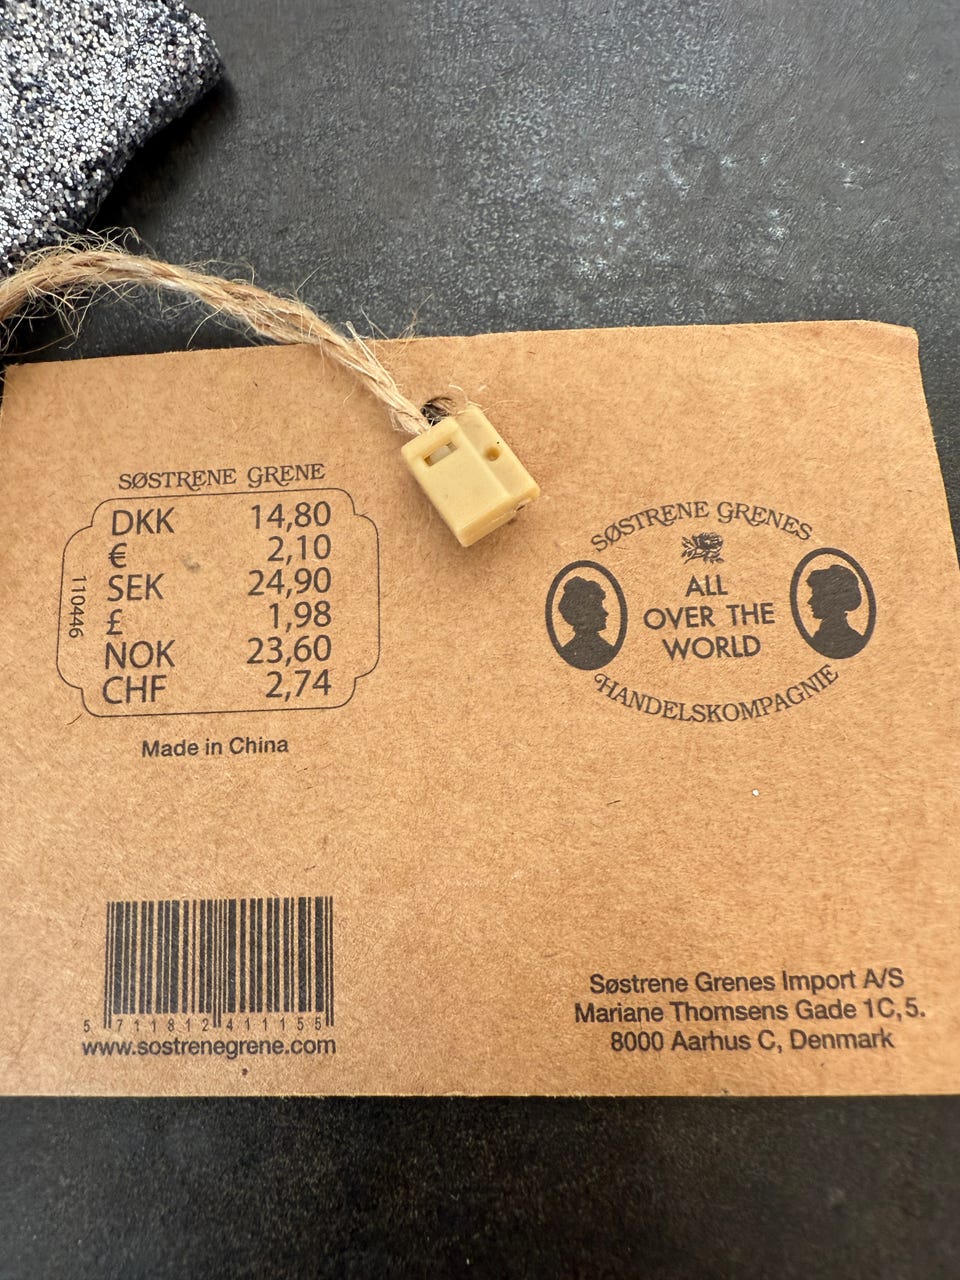 SØSTRENE GRENE
DKK 14,80
€ 2,10
SEK 24,90
£ 1,98
NOK 23,60
CHF 2,74
110446
Made in China
5 711812 411155
www.sostrenegrene.com
SØSTRENE GRENES
ALL
OVER THE
WORLD
HANDELSKOMPAGNIE
Søstrene Grenes Import A/S
Mariane Thomsens Gade 1C, 5.
8000 Aarhus C, Denmark